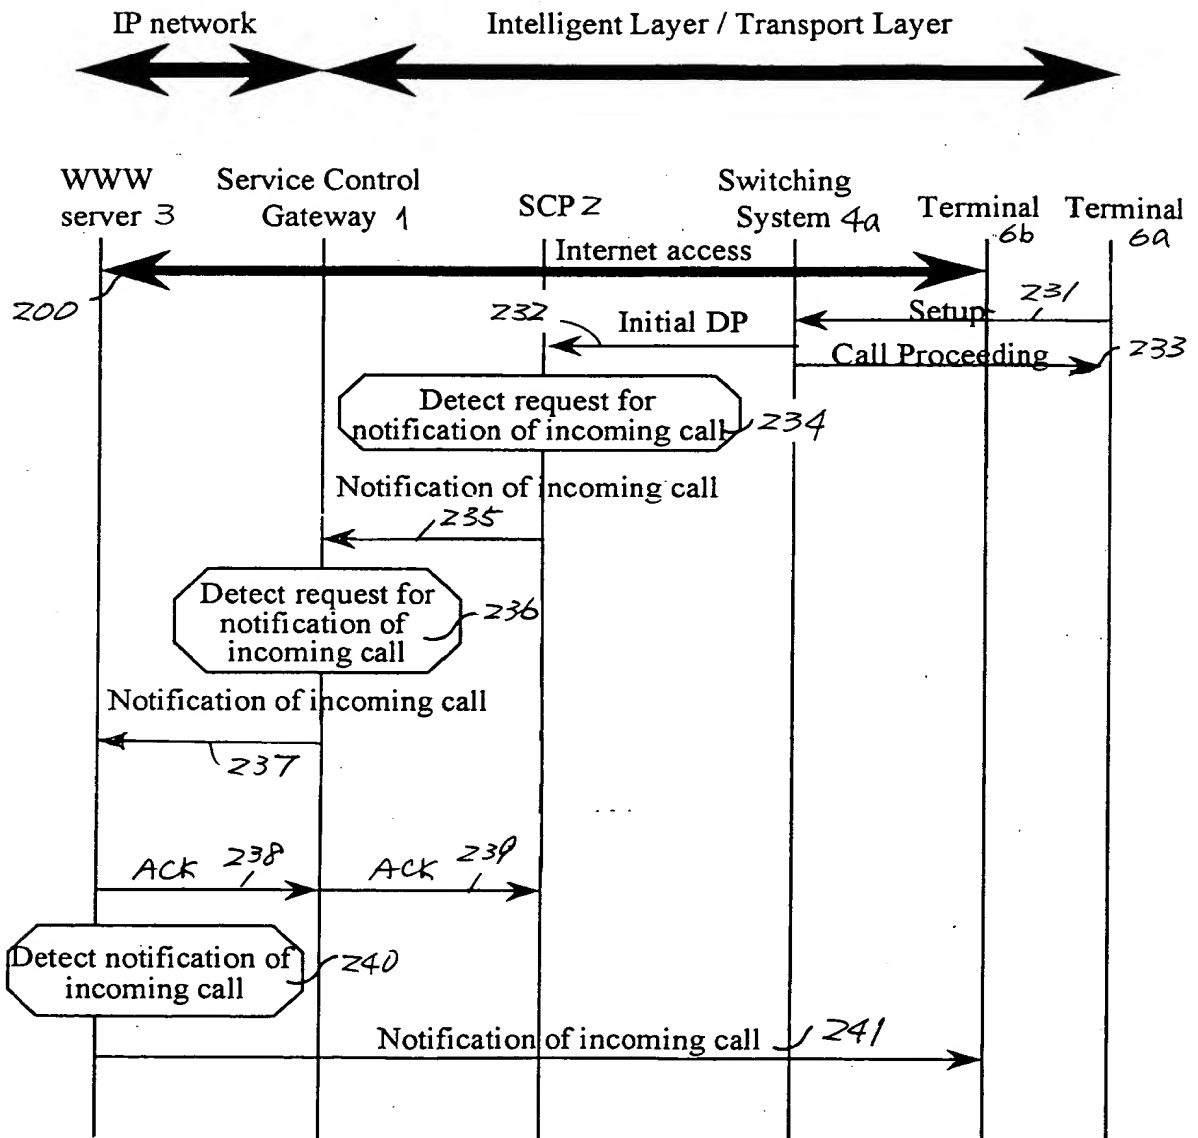 IP network
Intelligent Layer / Transport Layer
WWW
server 3
Service Control
Gateway 1
SCP 2
Switching
System 4a
Terminal
6b
Terminal
6a
Internet access
200
Setup
231
232
Initial DP
Call Proceeding
233
Detect request for
notification of incoming call
234
Notification of incoming call
235
Detect request for
notification of
incoming call
236
Notification of incoming call
237
ACK 238
ACK 239
Detect notification of
incoming call
240
Notification of incoming call
241